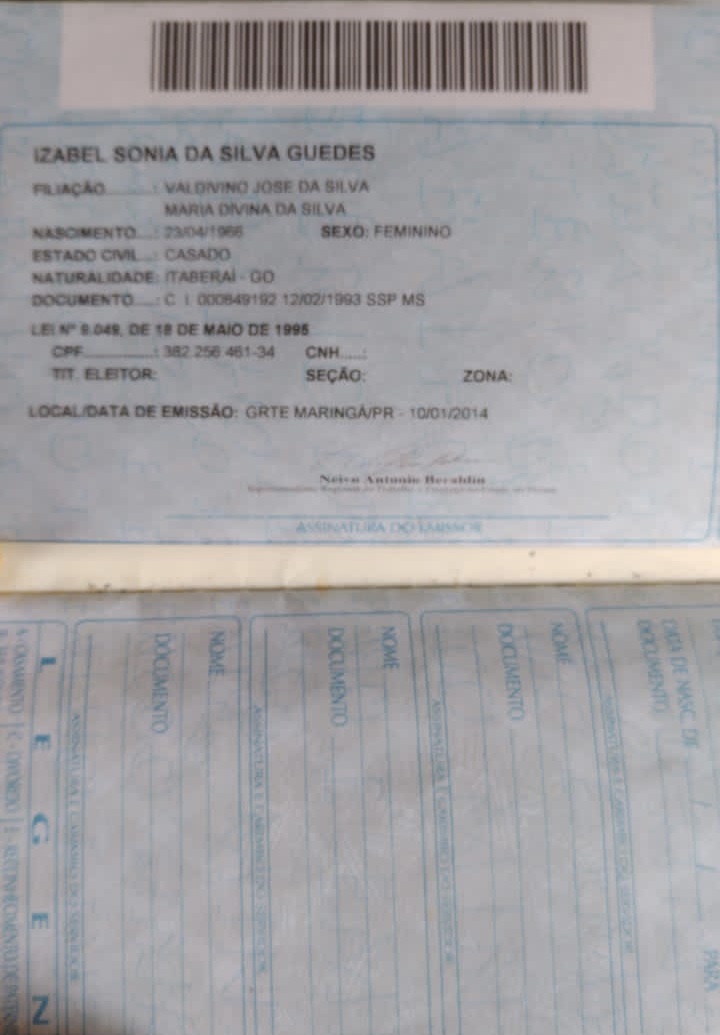 IZABEL SONIA DA SILVA GUEDES
FILIAÇÃO..........: VALDIVINO JOSE DA SILVA
MARIA DIVINA DA SILVA
NASCIMENTO....: 23/04/1966 SEXO: FEMININO
ESTADO CIVIL...: CASADO
NATURALIDADE: ITABERAÍ - GO
DOCUMENTO.....: C. I. 000849192 12/02/1993 SSP MS
LEI Nº 9.049, DE 18 DE MAIO DE 1995
CPF................: 382 256 461-34 CNH.....:
TIT. ELEITOR: SEÇÃO: ZONA:
LOCAL/DATA DE EMISSÃO: GRTE MARINGÁ/PR - 10/01/2014
Neivo Antonio Beraldin
ASSINATURA DO EMISSOR
DATA DE NASC. DE / / PARA
DOCUMENTO
NOME
DOCUMENTO
NOME
DOCUMENTO
NOME
DOCUMENTO
L E G E N